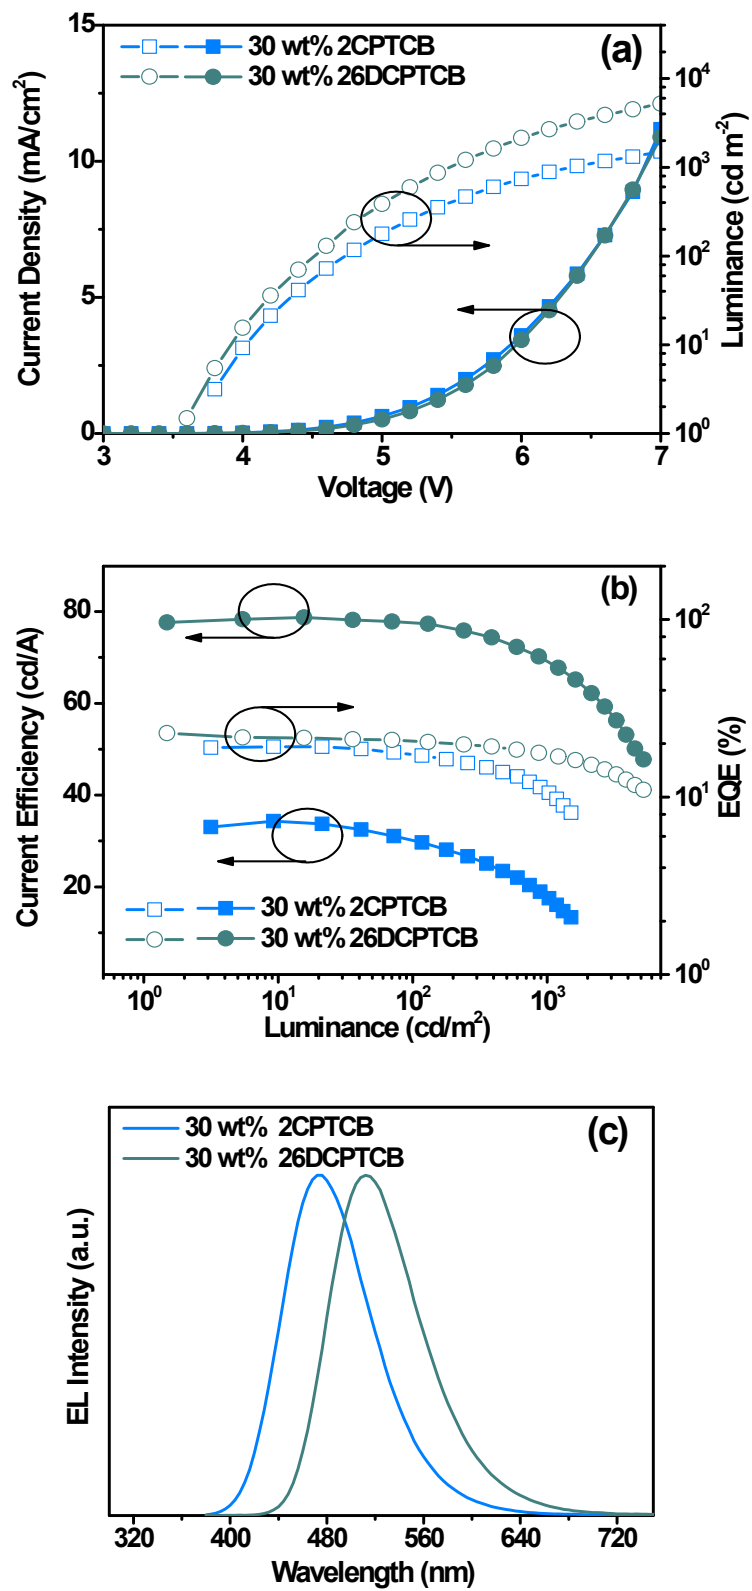 15
30 wt% 2CPTCB
(a)
30 wt% 26DCPTCB
10⁴
10
10³
5
10²
10¹
0
10⁰
3
4
5
6
7
Current Density (mA/cm²)
Luminance (cd m⁻²)
Voltage (V)
(b)
80
60
40
20
10²
10¹
10⁰
30 wt% 2CPTCB
30 wt% 26DCPTCB
10⁰
10¹
10²
10³
Current Efficiency (cd/A)
EQE (%)
Luminance (cd/m²)
30 wt% 2CPTCB
(c)
30 wt% 26DCPTCB
EL Intensity (a.u.)
320
400
480
560
640
720
Wavelength (nm)